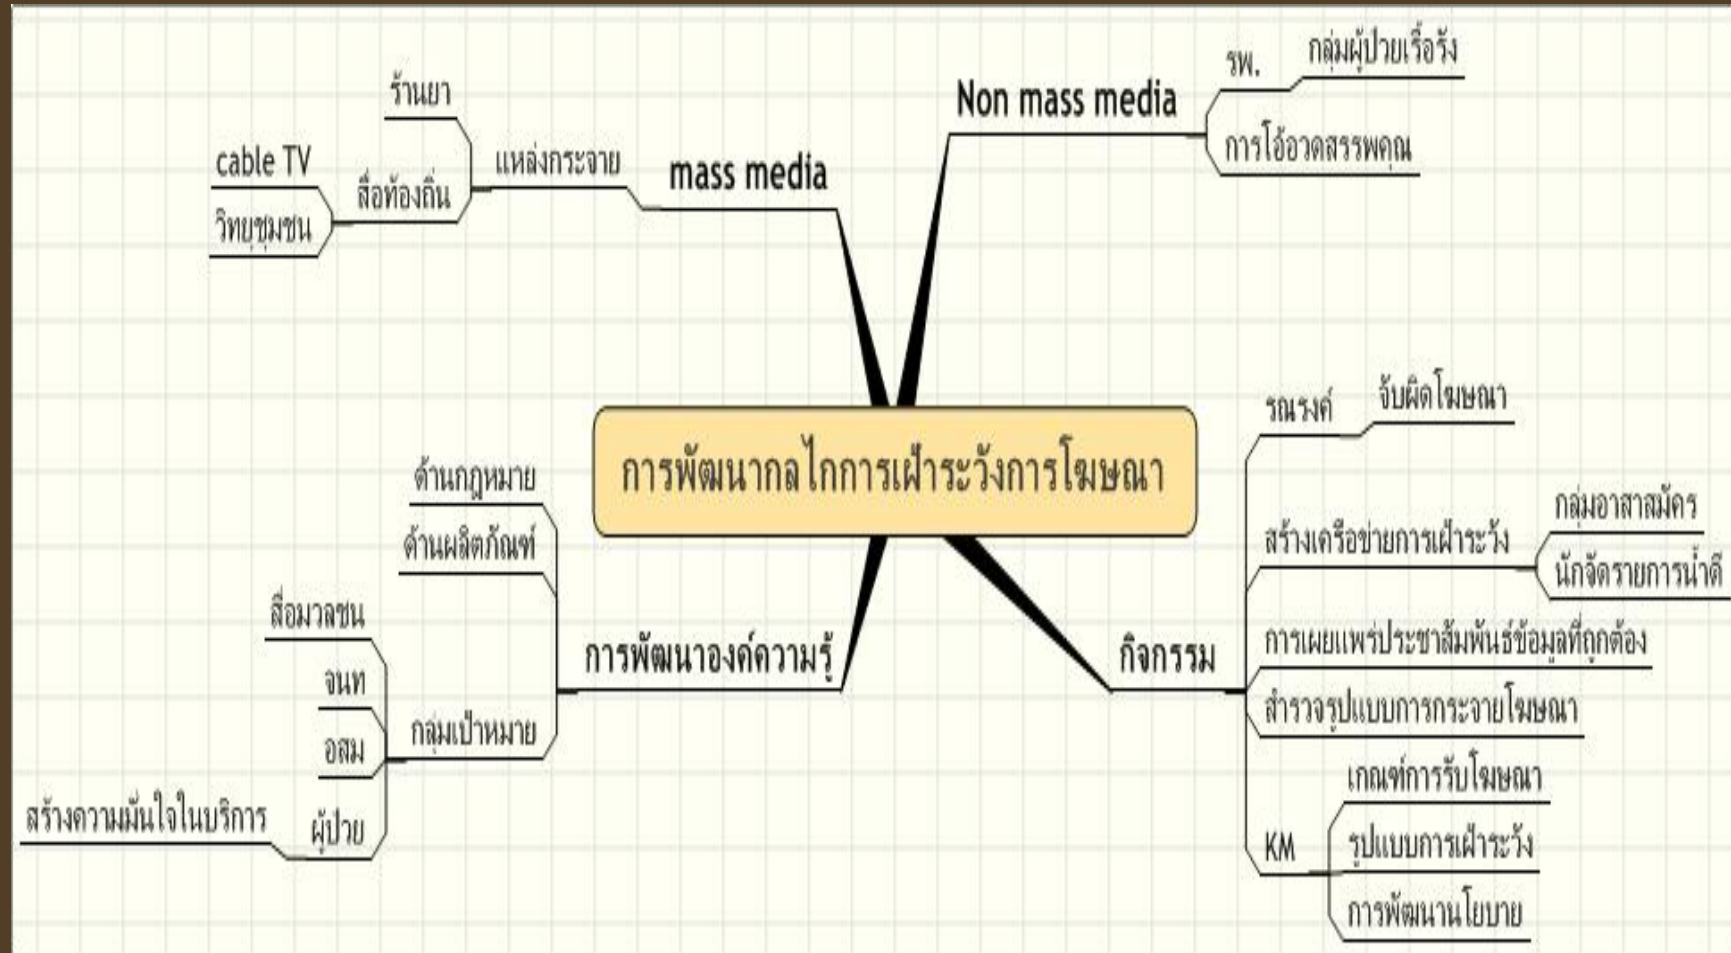 Non mass media
รพ.
กลุ่มผู้ป่วยเรื้อรัง
การโอ้อวดสรรพคุณ
mass media
แหล่งกระจาย
ร้านยา
สื่อท้องถิ่น
cable TV
วิทยุชุมชน
การพัฒนากลไกการเฝ้าระวังการโฆษณา
การพัฒนาองค์ความรู้
ด้านกฎหมาย
ด้านผลิตภัณฑ์
กลุ่มเป้าหมาย
สื่อมวลชน
จนท
อสม
ผู้ป่วย
สร้างความมั่นใจในบริการ
กิจกรรม
รณรงค์
จับผิดโฆษณา
สร้างเครือข่ายการเฝ้าระวัง
กลุ่มอาสาสมัคร
นักจัดรายการน้ำดี
การเผยแพร่ประชาสัมพันธ์ข้อมูลที่ถูกต้อง
สำรวจรูปแบบการกระจายโฆษณา
KM
เกณฑ์การรับโฆษณา
รูปแบบการเฝ้าระวัง
การพัฒนานโยบาย